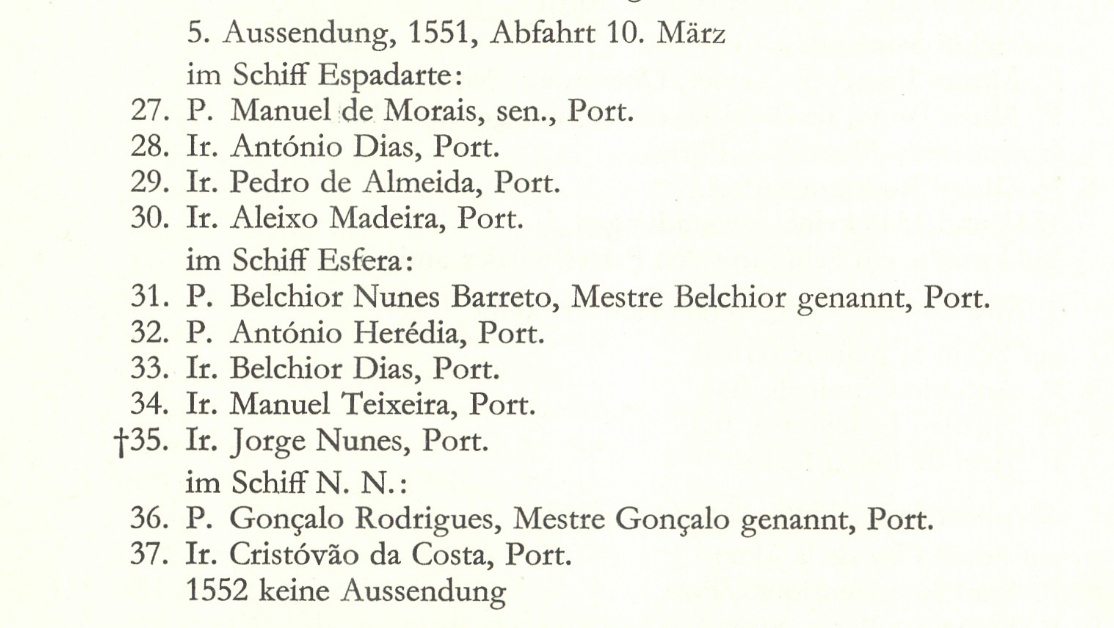 5. Aussendung, 1551, Abfahrt 10. März
im Schiff Espadarte:
27. P. Manuel de Morais, sen., Port.
28. Ir. António Dias, Port.
29. Ir. Pedro de Almeida, Port.
30. Ir. Aleixo Madeira, Port.
im Schiff Esfera:
31. P. Belchior Nunes Barreto, Mestre Belchior genannt, Port.
32. P. António Herédia, Port.
33. Ir. Belchior Dias, Port.
34. Ir. Manuel Teixeira, Port.
†35. Ir. Jorge Nunes, Port.
im Schiff N. N.:
36. P. Gonçalo Rodrigues, Mestre Gonçalo genannt, Port.
37. Ir. Cristóvão da Costa, Port.
1552 keine Aussendung